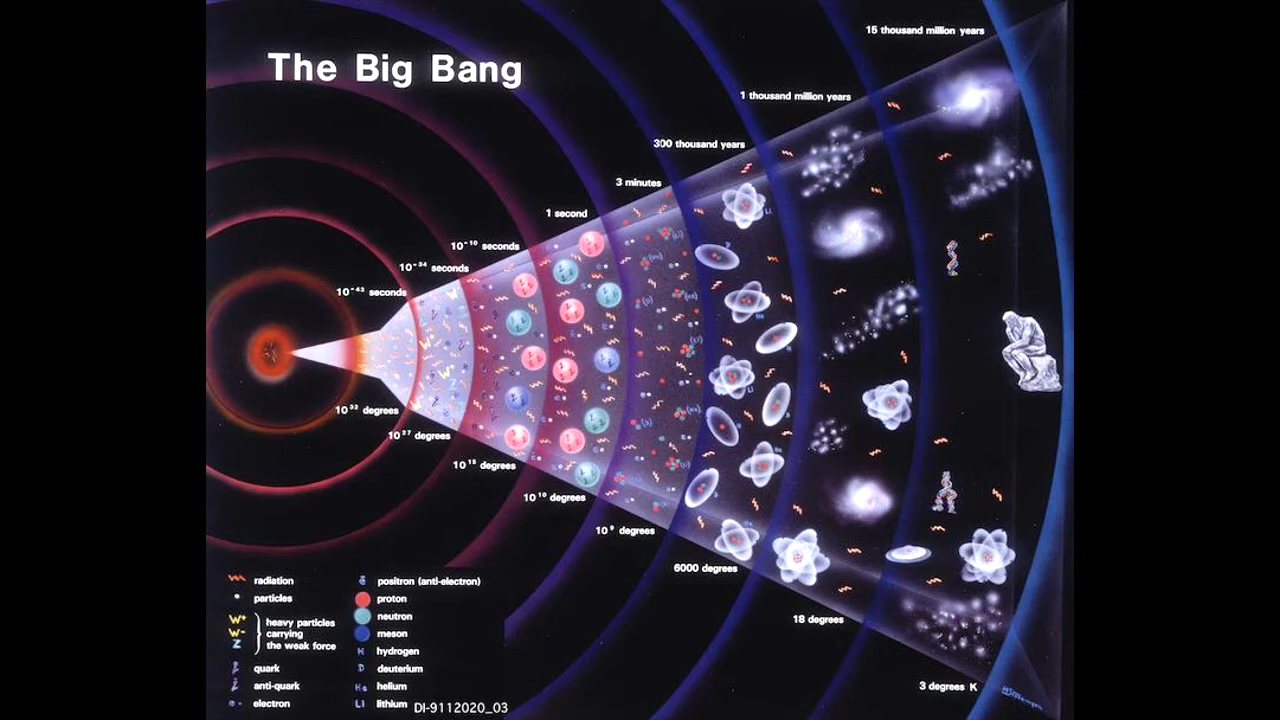 The Big Bang
15 thousand million years
1 thousand million years
300 thousand years
3 minutes
1 second
10⁻¹⁰ seconds
10⁻³⁴ seconds
10⁻⁴³ seconds
10³² degrees
10²⁷ degrees
10¹⁵ degrees
10¹⁰ degrees
10⁹ degrees
6000 degrees
18 degrees
3 degrees K
radiation
particles
W⁺
W⁻
Z
heavy particles
carrying
the weak force
quark
anti-quark
electron
positron (anti-electron)
proton
neutron
meson
H hydrogen
D deuterium
He helium
Li lithium
DI-9112020_03